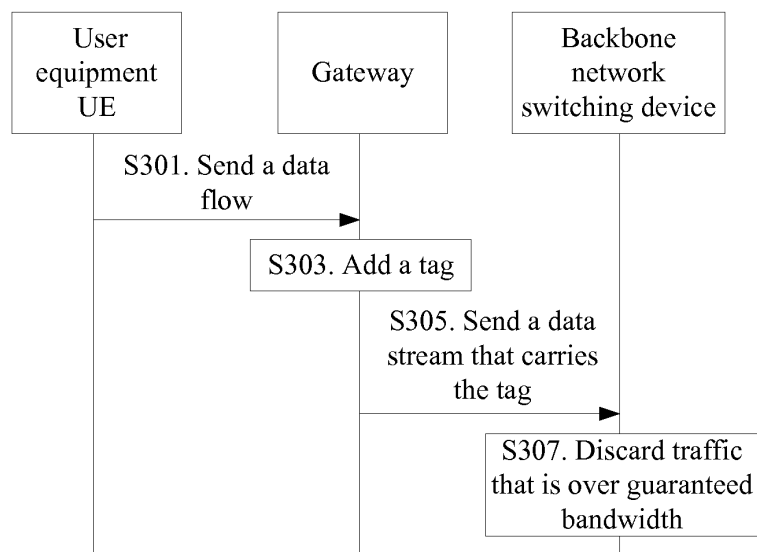 User
equipment
UE
Gateway
Backbone
network
switching device
S301. Send a data
flow
S303. Add a tag
S305. Send a data
stream that carries
the tag
S307. Discard traffic
that is over guaranteed
bandwidth